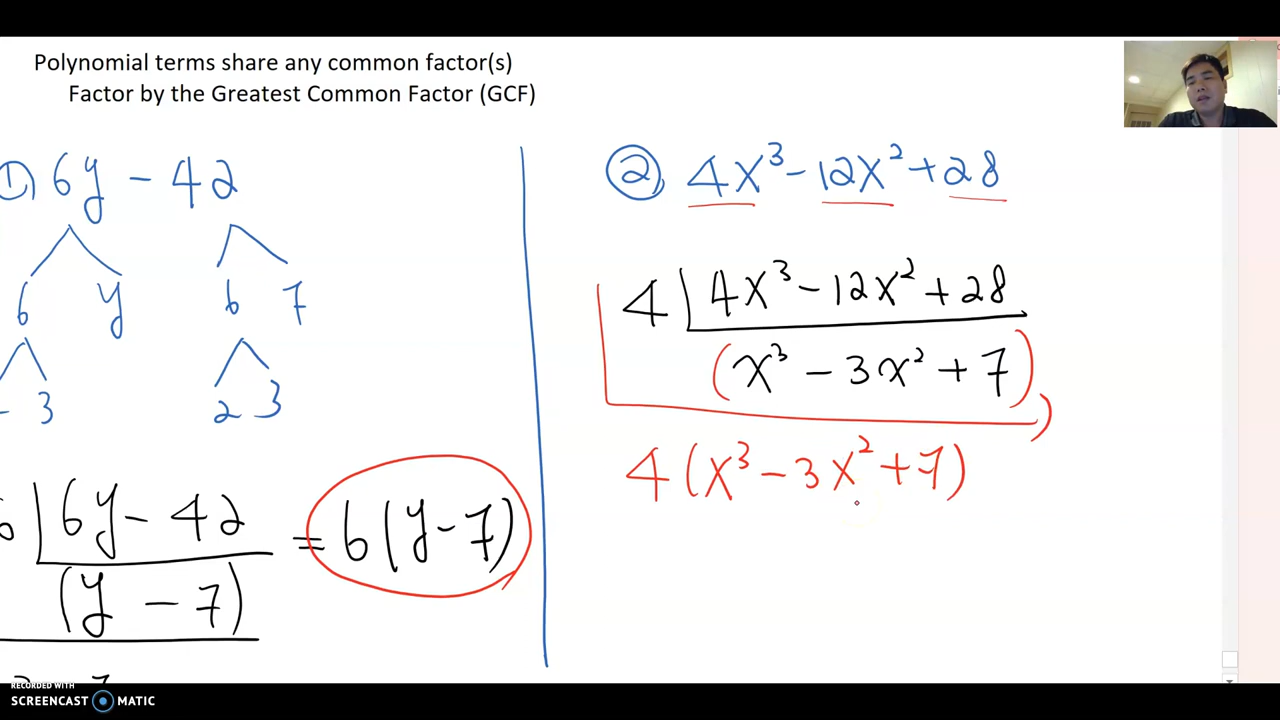 Polynomial terms share any common factor(s)
Factor by the Greatest Common Factor (GCF)
1) 6y - 42
6 y 6 7
3 2 3
6 | 6y - 42 = 6(y-7)
(y - 7)
2) 4x³ - 12x² + 28
4 | 4x³ - 12x² + 28
(x³ - 3x² + 7)
4(x³ - 3x² + 7)
RECORDED WITH
SCREENCAST MATIC